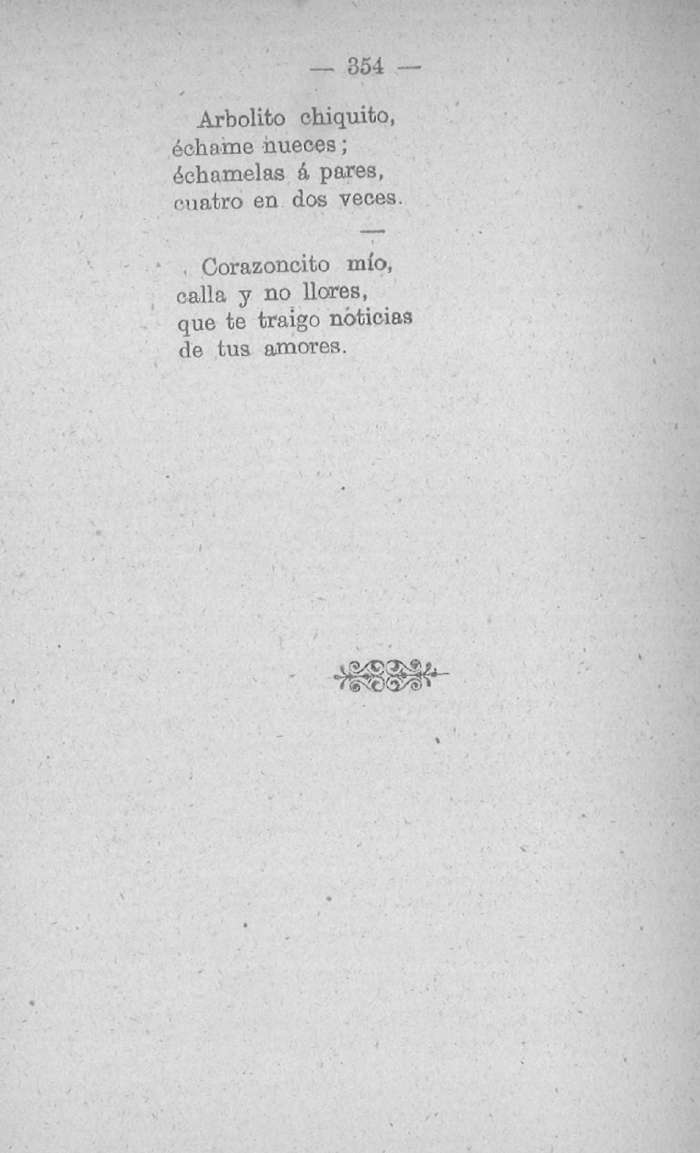 — 354 —
Arbolito chiquito,
échame nueces;
échamelas á pares,
cuatro en dos veces.
—
Corazoncito mío,
calla y no llores,
que te traigo noticias
de tus amores.